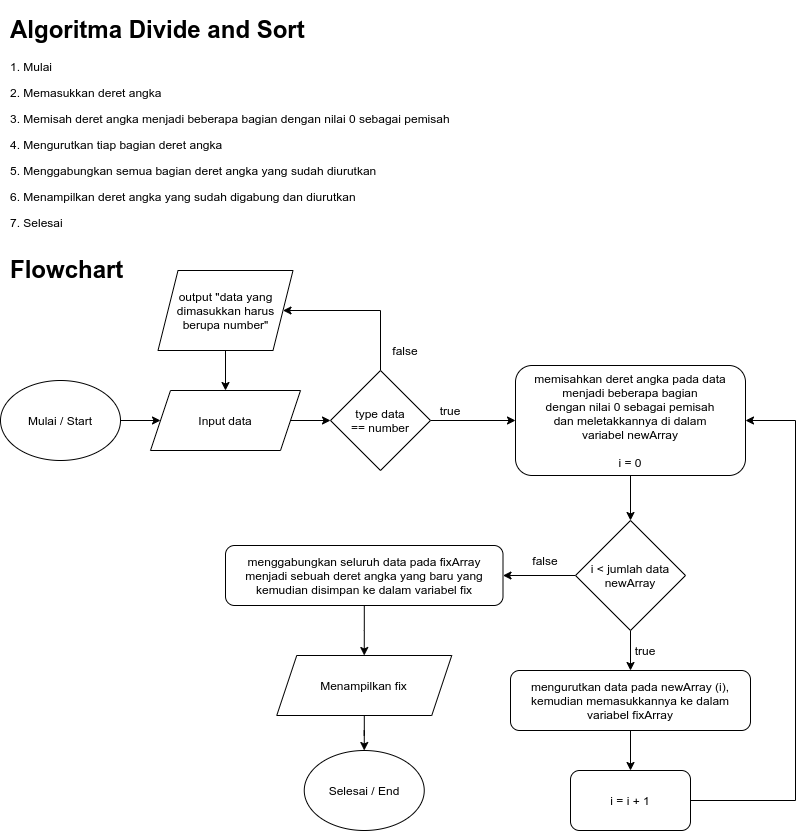 Algoritma Divide and Sort
1. Mulai
2. Memasukkan deret angka
3. Memisah deret angka menjadi beberapa bagian dengan nilai 0 sebagai pemisah
4. Mengurutkan tiap bagian deret angka
5. Menggabungkan semua bagian deret angka yang sudah diurutkan
6. Menampilkan deret angka yang sudah digabung dan diurutkan
7. Selesai
Flowchart
output "data yang
dimasukkan harus
berupa number"
false
Mulai / Start
Input data
type data
== number
true
memisahkan deret angka pada data
menjadi beberapa bagian
dengan nilai 0 sebagai pemisah
dan meletakkannya di dalam
variabel newArray
i = 0
i < jumlah data
newArray
false
menggabungkan seluruh data pada fixArray
menjadi sebuah deret angka yang baru yang
kemudian disimpan ke dalam variabel fix
true
Menampilkan fix
mengurutkan data pada newArray (i),
kemudian memasukkannya ke dalam
variabel fixArray
Selesai / End
i = i + 1